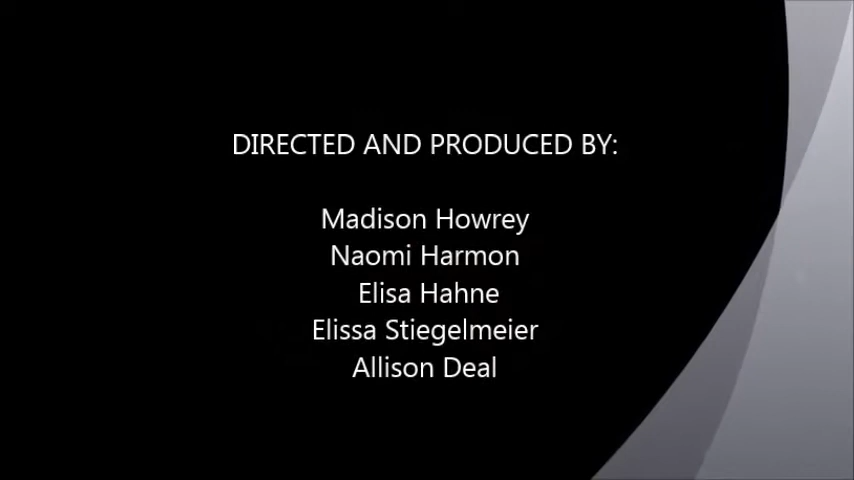 DIRECTED AND PRODUCED BY:
Madison Howrey
Naomi Harmon
Elisa Hahne
Elissa Stiegelmeier
Allison Deal